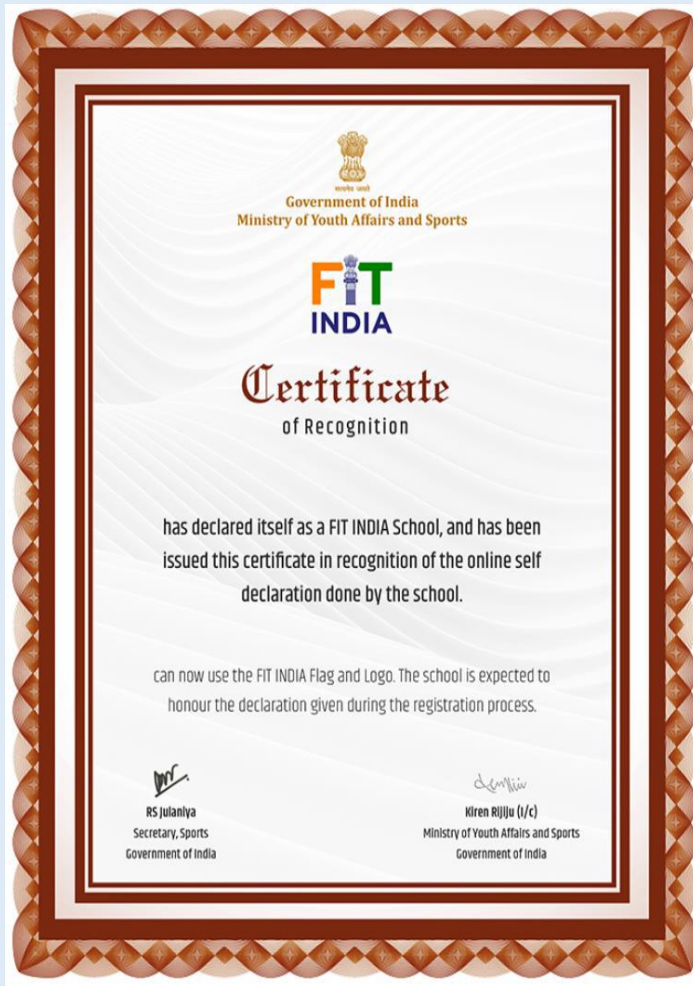 सत्यमेव जयते
Government of India
Ministry of Youth Affairs and Sports
FIT
INDIA
Certificate
of Recognition
has declared itself as a FIT INDIA School, and has been
issued this certificate in recognition of the online self
declaration done by the school.
can now use the FIT INDIA Flag and Logo. The school is expected to
honour the declaration given during the registration process.
RS Julaniya
Secretary, Sports
Government of India
Kiren Rijiju (I/c)
Ministry of Youth Affairs and Sports
Government of India